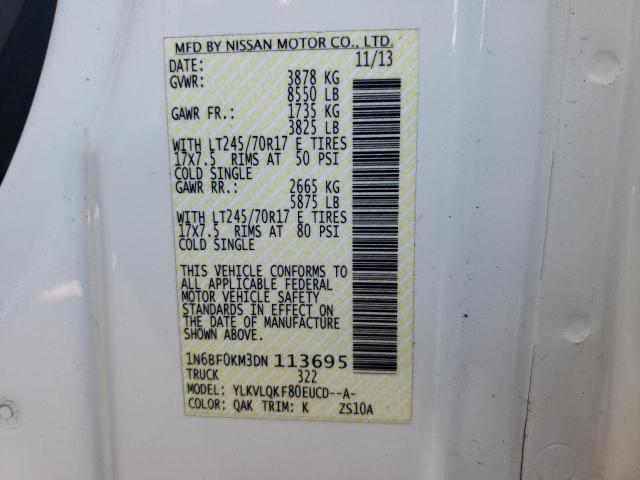 MFD BY NISSAN MOTOR CO., LTD.
DATE: 11/13
GVWR: 3878 KG
8550 LB
GAWR FR.: 1735 KG
3825 LB
WITH LT245/70R17 E TIRES
17X7.5 RIMS AT 50 PSI
COLD SINGLE
GAWR RR.: 2665 KG
5875 LB
WITH LT245/70R17 E TIRES
17X7.5 RIMS AT 80 PSI
COLD SINGLE
THIS VEHICLE CONFORMS TO
ALL APPLICABLE FEDERAL
MOTOR VEHICLE SAFETY
STANDARDS IN EFFECT ON
THE DATE OF MANUFACTURE
SHOWN ABOVE.
1N6BF0KM3DN 113695
TRUCK 322
MODEL: YLKVLQKF80EUCD--A-
COLOR: QAK TRIM: K ZS10A